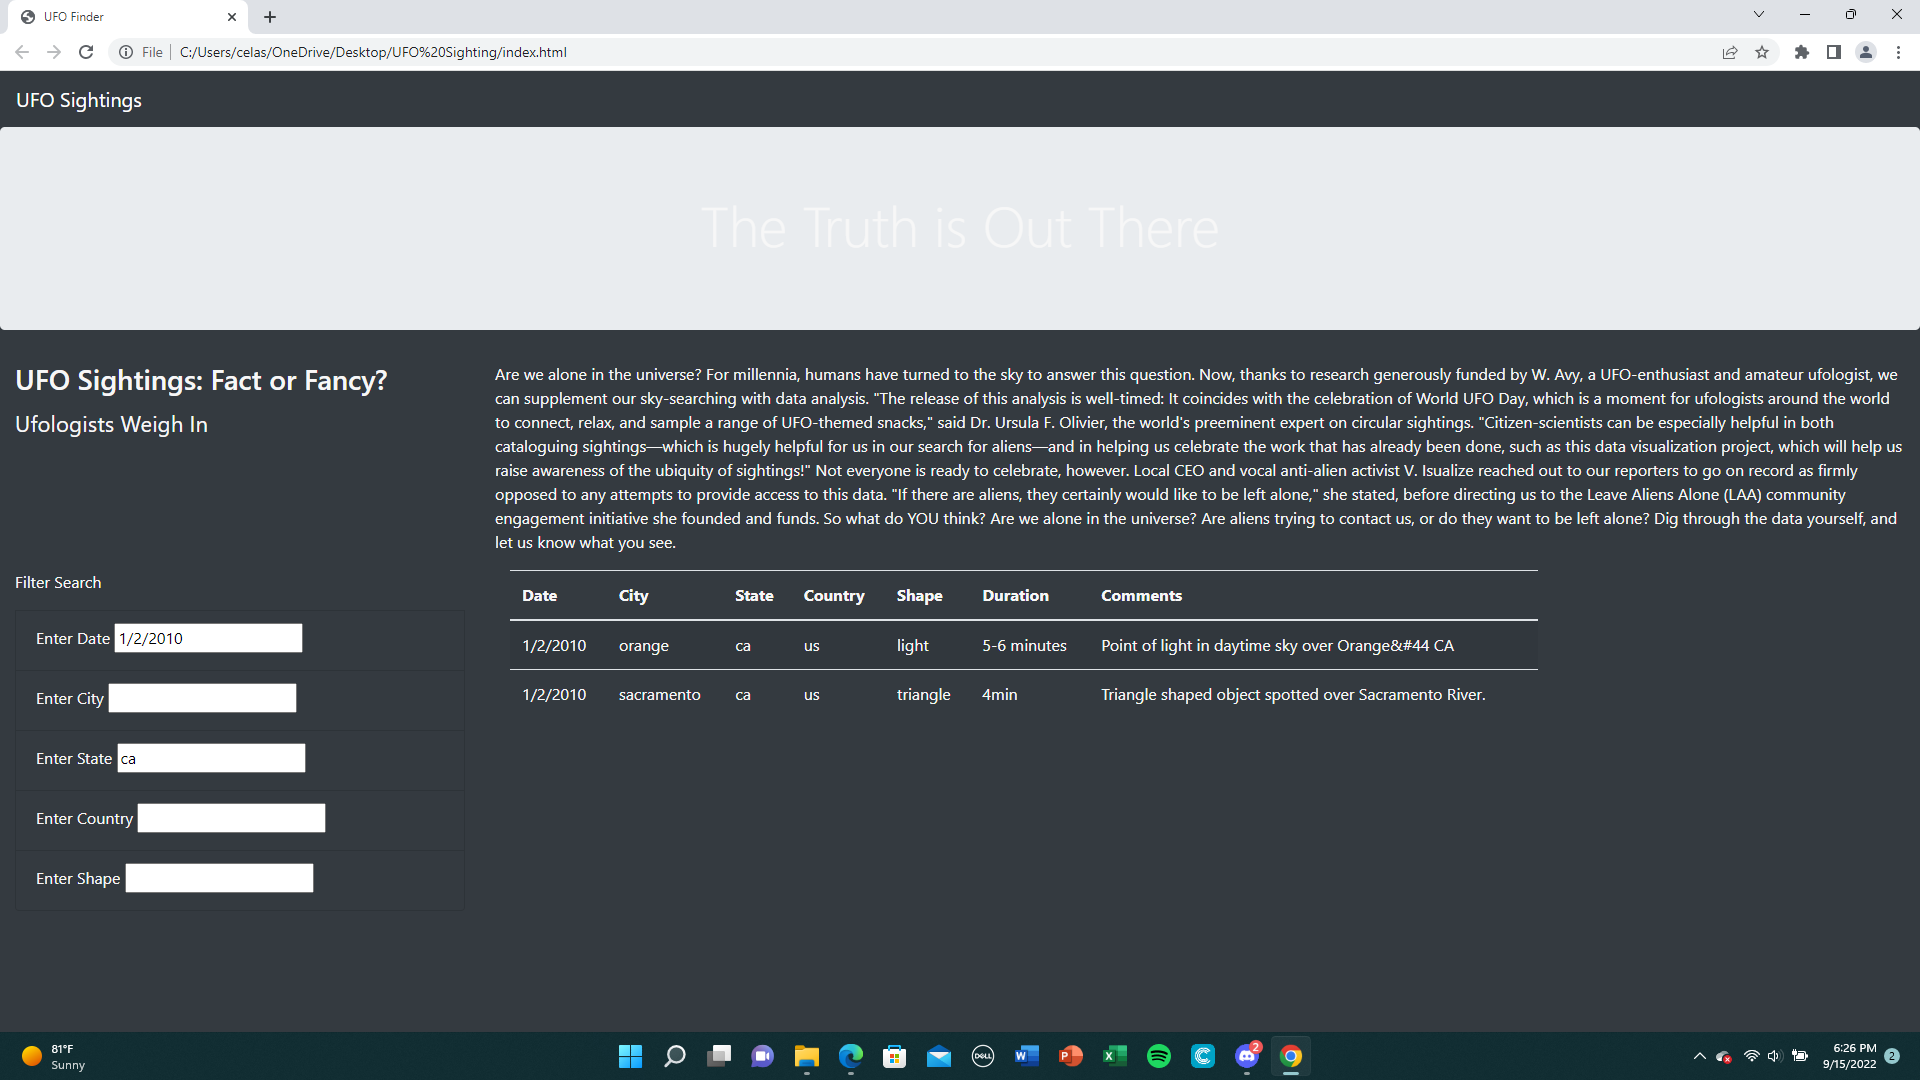 UFO Finder
File
C:/Users/celas/OneDrive/Desktop/UFO%20Sighting/index.html
UFO Sightings
The Truth is Out There
UFO Sightings: Fact or Fancy?
Ufologists Weigh In
Are we alone in the universe? For millennia, humans have turned to the sky to answer this question. Now, thanks to research generously funded by W. Avy, a UFO-enthusiast and amateur ufologist, we
can supplement our sky-searching with data analysis. "The release of this analysis is well-timed: It coincides with the celebration of World UFO Day, which is a moment for ufologists around the world
to connect, relax, and sample a range of UFO-themed snacks," said Dr. Ursula F. Olivier, the world's preeminent expert on circular sightings. "Citizen-scientists can be especially helpful in both
cataloguing sightings—which is hugely helpful for us in our search for aliens—and in helping us celebrate the work that has already been done, such as this data visualization project, which will help us
raise awareness of the ubiquity of sightings!" Not everyone is ready to celebrate, however. Local CEO and vocal anti-alien activist V. Isualize reached out to our reporters to go on record as firmly
opposed to any attempts to provide access to this data. "If there are aliens, they certainly would like to be left alone," she stated, before directing us to the Leave Aliens Alone (LAA) community
engagement initiative she founded and funds. So what do YOU think? Are we alone in the universe? Are aliens trying to contact us, or do they want to be left alone? Dig through the data yourself, and
let us know what you see.
Filter Search
Enter Date 1/2/2010
Enter City
Enter State ca
Enter Country
Enter Shape
Date City State Country Shape Duration Comments
1/2/2010 orange ca us light 5-6 minutes Point of light in daytime sky over Orange&#44 CA
1/2/2010 sacramento ca us triangle 4min Triangle shaped object spotted over Sacramento River.
81°F
Sunny
DELL
W
P
X
C
2
6:26 PM
9/15/2022
2